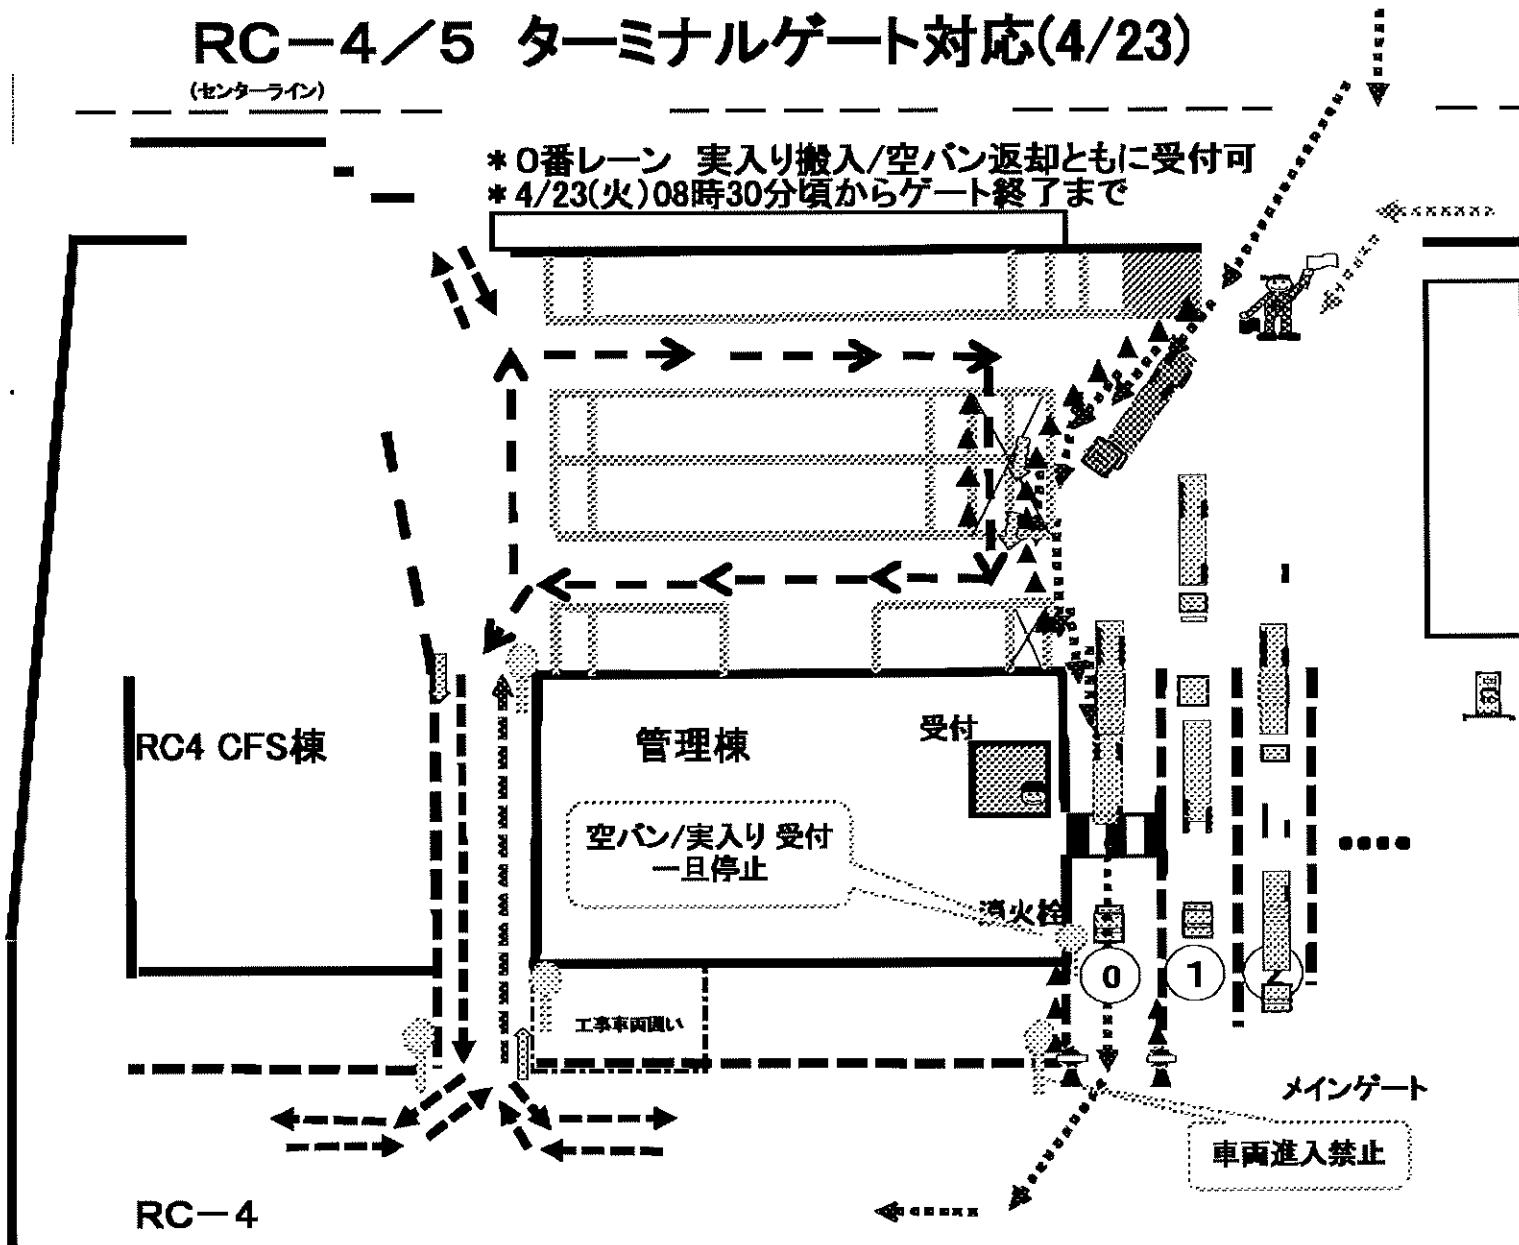 RC－4／5 ターミナルゲート対応(4/23)
(センターライン)
＊0番レーン 実入り搬入/空バン返却ともに受付可
＊4/23(火)08時30分頃からゲート終了まで
RC4 CFS棟
管理棟
受付
空バン/実入り 受付
一旦停止
消火栓
0
1
2
工事車両囲い
メインゲート
車両進入禁止
RC－4